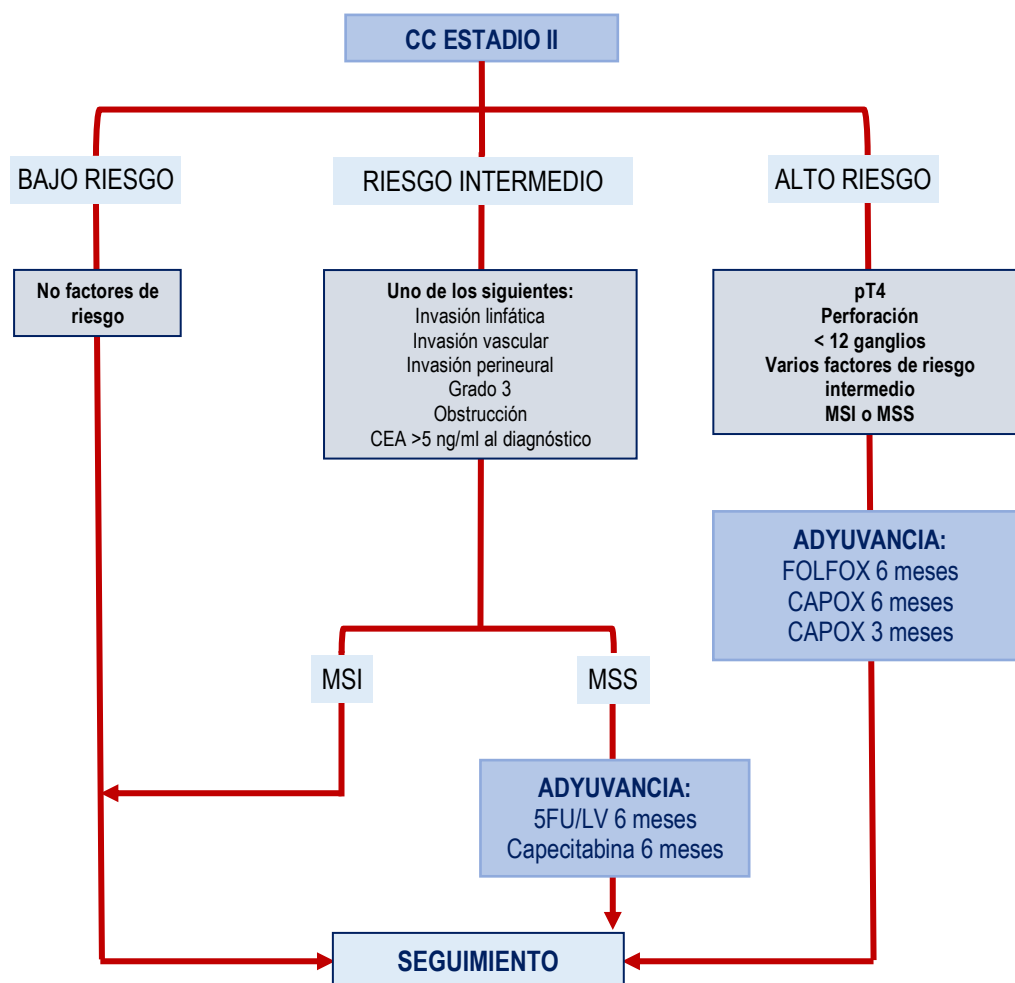 CC ESTADIO II
BAJO RIESGO
RIESGO INTERMEDIO
ALTO RIESGO
No factores de
riesgo
Uno de los siguientes:
Invasión linfática
Invasión vascular
Invasión perineural
Grado 3
Obstrucción
CEA >5 ng/ml al diagnóstico
pT4
Perforación
< 12 ganglios
Varios factores de riesgo
intermedio
MSI o MSS
ADYUVANCIA:
FOLFOX 6 meses
CAPOX 6 meses
CAPOX 3 meses
MSI
MSS
ADYUVANCIA:
5FU/LV 6 meses
Capecitabina 6 meses
SEGUIMIENTO